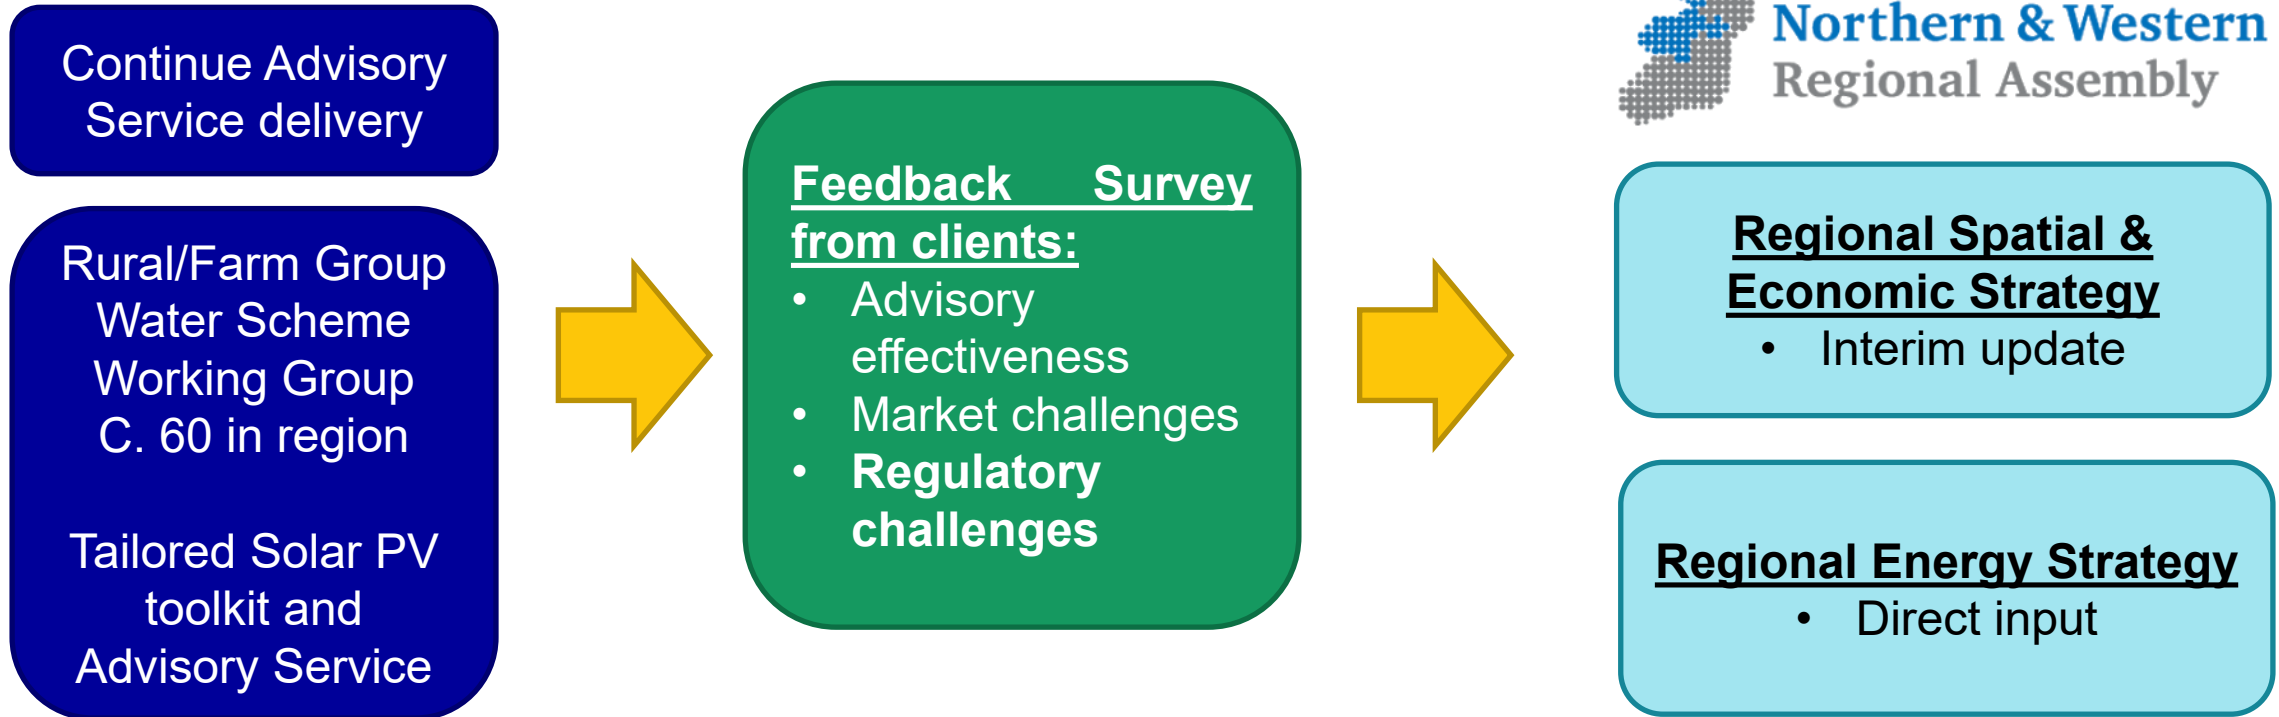 Continue Advisory
Service delivery
Rural/Farm Group
Water Scheme
Working Group
C. 60 in region
Tailored Solar PV
toolkit and
Advisory Service
Feedback Survey
from clients:
• Advisory
effectiveness
• Market challenges
• Regulatory
challenges
Northern & Western
Regional Assembly
Regional Spatial &
Economic Strategy
• Interim update
Regional Energy Strategy
• Direct input